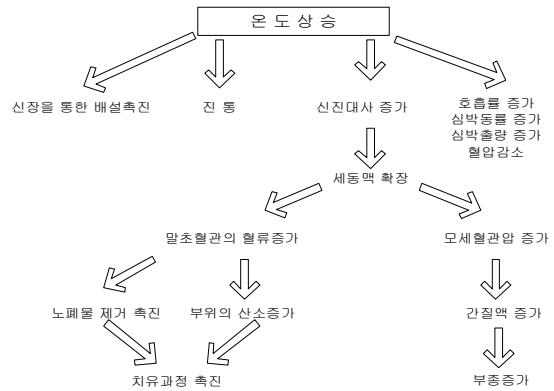 온 도 상 승
신장을 통한 배설촉진
진 통
신진대사 증가
호흡률 증가
심박동률 증가
심박출량 증가
혈압감소
세동맥 확장
말초혈관의 혈류증가
모세혈관압 증가
노폐물 제거 촉진
부위의 산소증가
간질액 증가
치유과정 촉진
부종증가